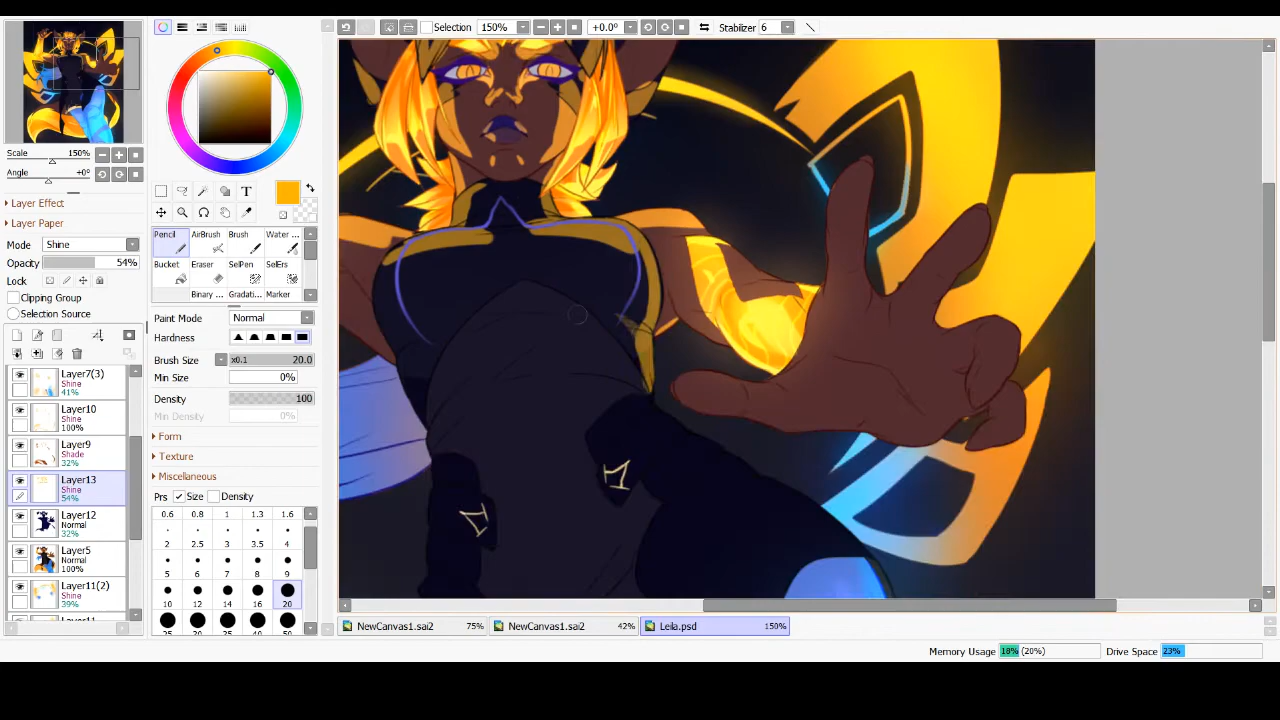 Selection 150% +0.0° Stabilizer 6
Scale 150%
Angle +0°
Layer Effect
Layer Paper
Mode Shine
Opacity 54%
Lock
Clipping Group
Selection Source
Layer7(3)
Shine
41%
Layer10
Shine
100%
Layer9
Shade
32%
Layer13
Shine
54%
Layer12
Normal
32%
Layer5
Normal
100%
Layer11(2)
Shine
39%
T
Pencil AirBrush Brush Water ...
Bucket Eraser SelPen SelErs
Binary ... Gradati... Marker
Paint Mode Normal
Hardness
Brush Size x0.1 20.0
Min Size 0%
Density 100
Min Density 0%
Form
Texture
Miscellaneous
Prs Size Density
0.6 0.8 1 1.3 1.6
2 2.5 3 3.5 4
5 6 7 8 9
10 12 14 16 20
25 30 35 40 50
NewCanvas1.sai2 75% NewCanvas1.sai2 42% Leila.psd 150%
Memory Usage 18% (20%) Drive Space 23%